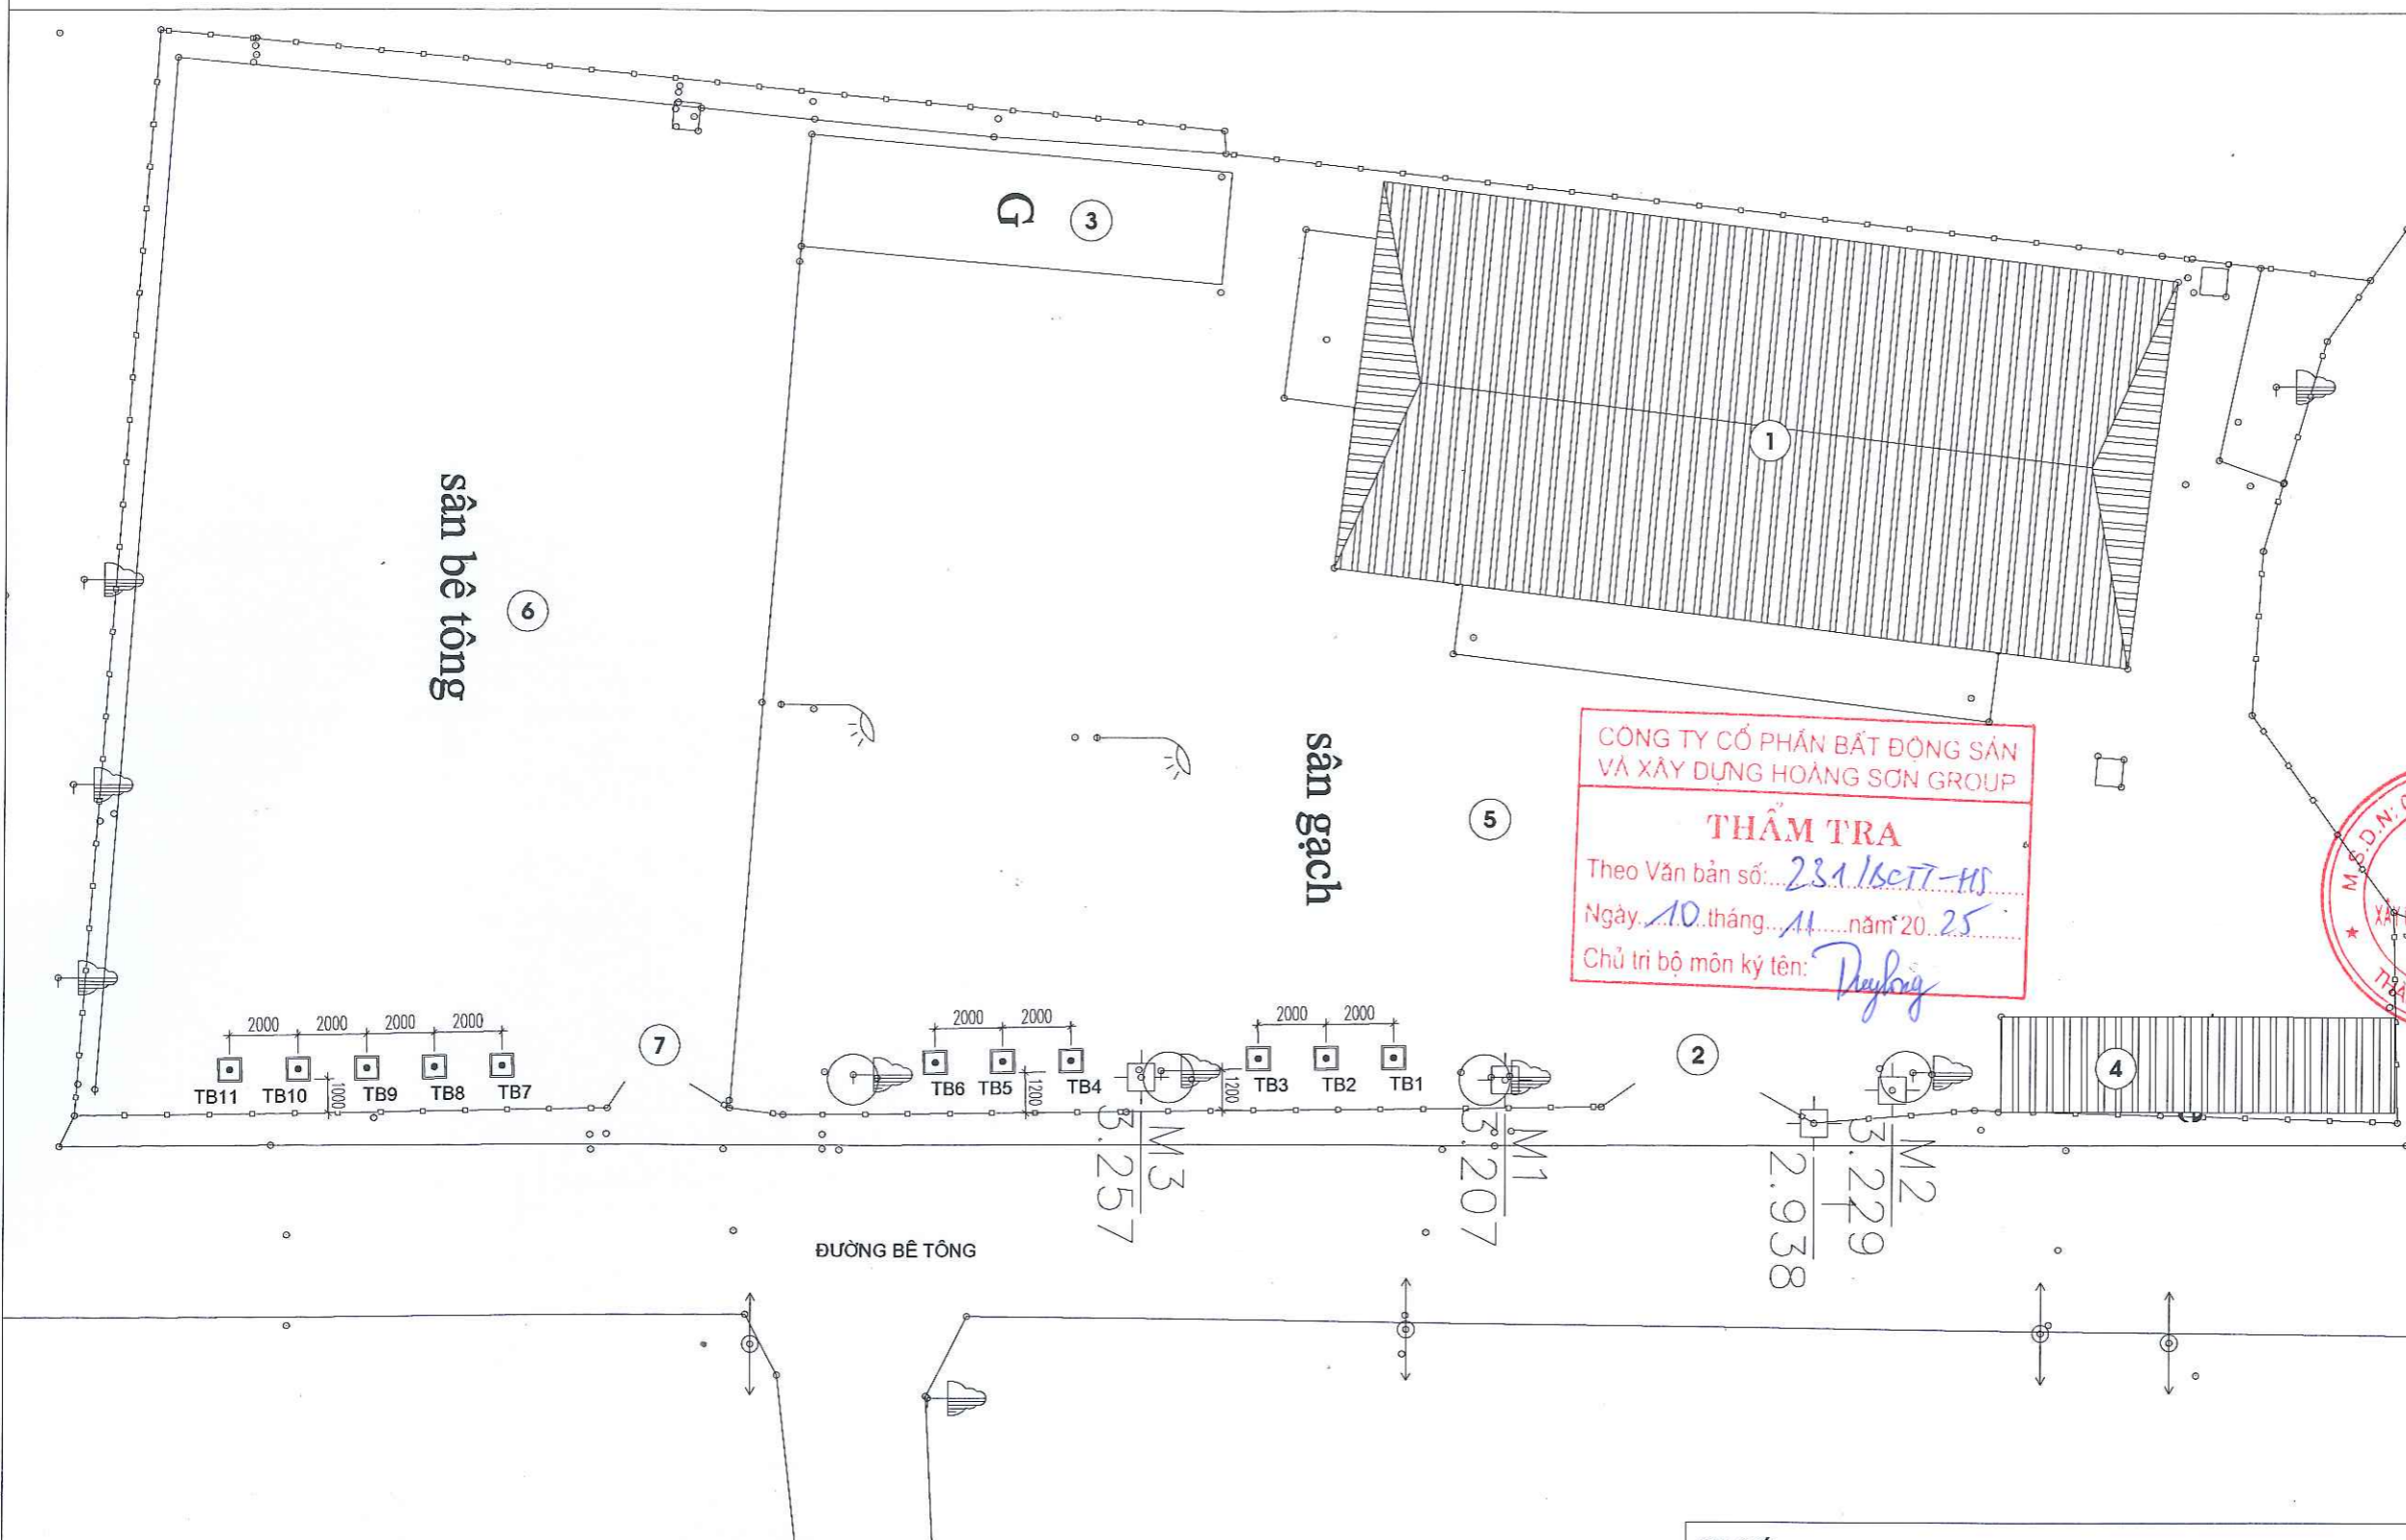 G
3
1
sân bê tông
6
sân gạch
5
CÔNG TY CỔ PHẦN BẤT ĐỘNG SẢN
VÀ XÂY DỰNG HOÀNG SƠN GROUP
THẨM TRA
Theo Văn bản số: 231/BCTT-HS
Ngày 10 tháng 11 năm 20 25
Chủ trì bộ môn ký tên:
M.S.D.N:
2000 2000 2000 2000
2000 2000
2000 2000
7
2
4
TB11 TB10 TB9 TB8 TB7
1000
TB6 TB5 TB4
1200
TB3 TB2 TB1
1200
M3
3.257
M1
3.207
M2
3.229
2.938
ĐƯỜNG BÊ TÔNG